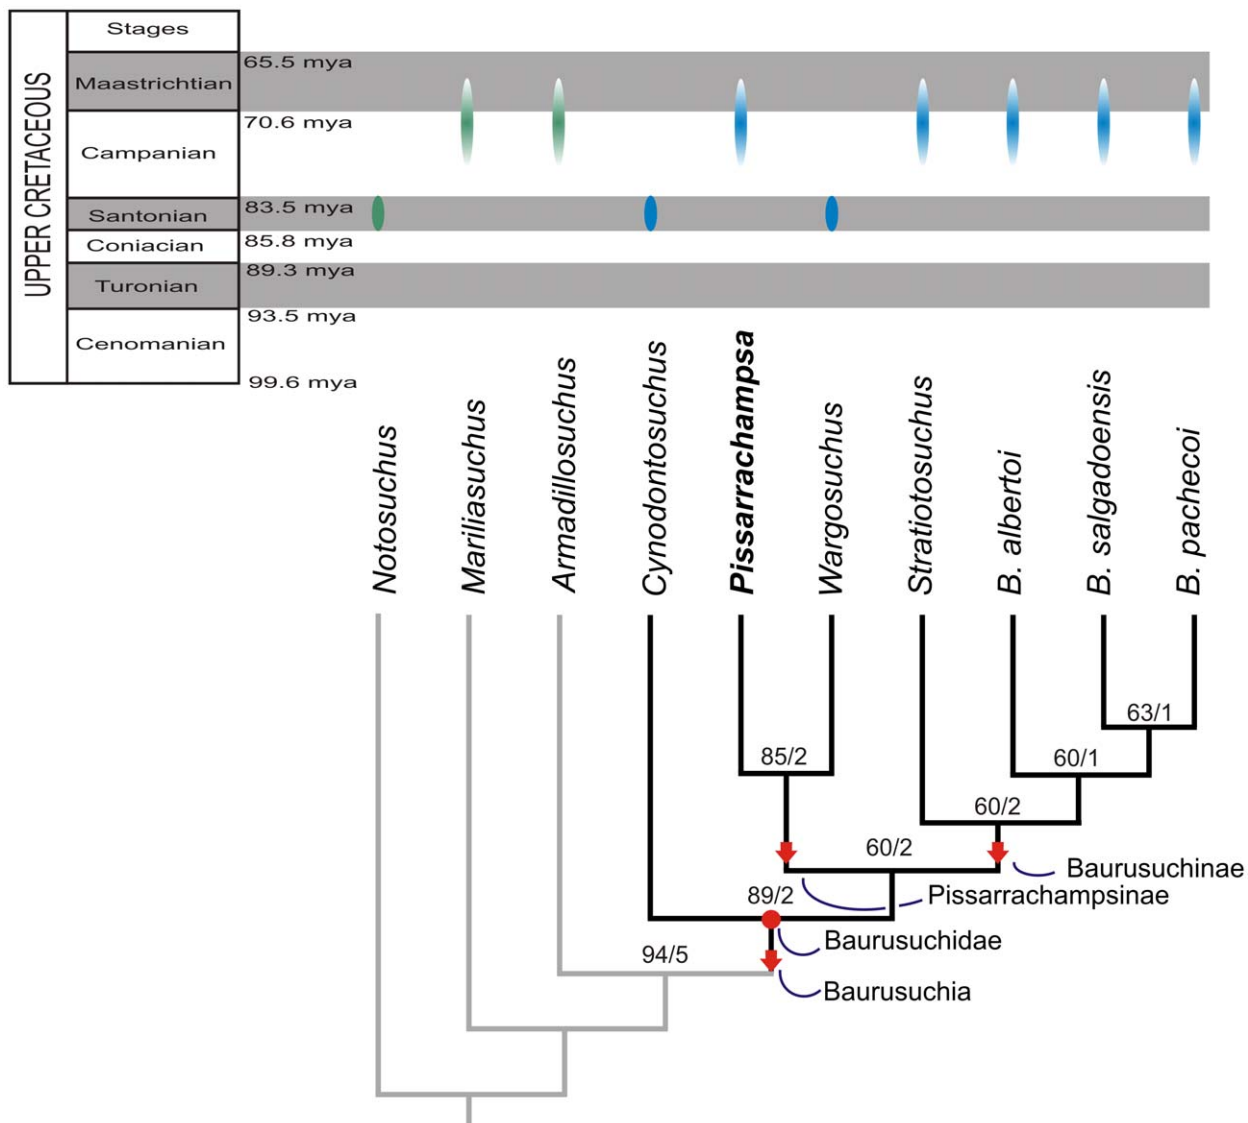 UPPER CRETACEOUS
Stages
Maastrichtian
Campanian
Santonian
Coniacian
Turonian
Cenomanian
65.5 mya
70.6 mya
83.5 mya
85.8 mya
89.3 mya
93.5 mya
99.6 mya
Notosuchus
Mariliasuchus
Armadillosuchus
Cynodontosuchus
Pissarrachampsa
Wargosuchus
Stratiotosuchus
B. albertoi
B. salgadoensis
B. pachecoi
63/1
85/2
60/1
60/2
60/2
Baurusuchinae
89/2
Pissarrachampsinae
Baurusuchidae
94/5
Baurusuchia